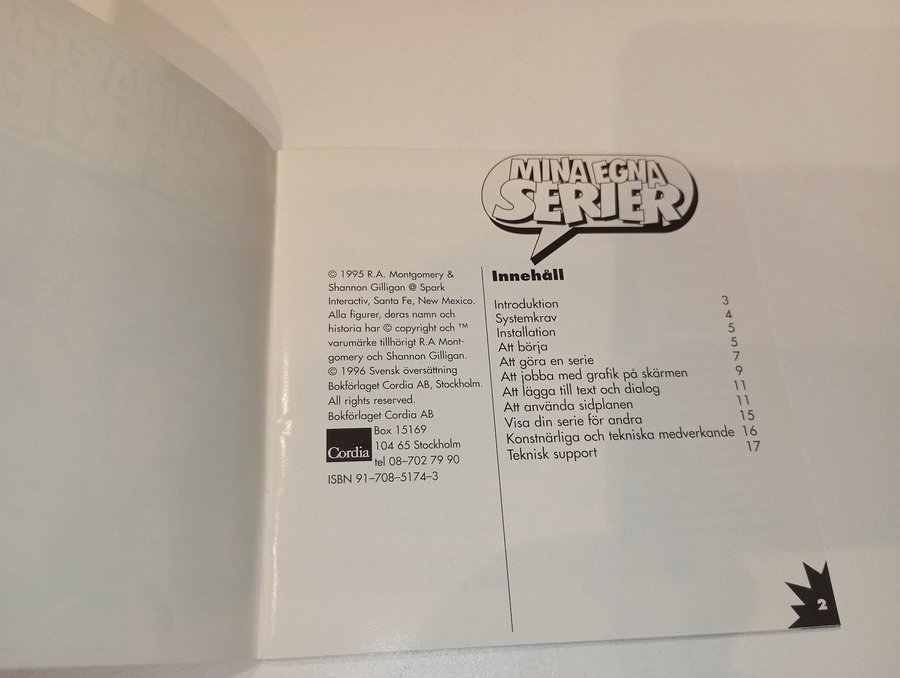 MINA EGNA
SERIER
© 1995 R.A. Montgomery &
Shannon Gilligan @ Spark
Interactiv, Santa Fe, New Mexico.
Alla figurer, deras namn och
historia har © copyright och ™
varumärke tillhörigt R.A Mont-
gomery och Shannon Gilligan.
© 1996 Svensk översättning
Bokförlaget Cordia AB, Stockholm.
All rights reserved.
Bokförlaget Cordia AB
Cordia
Box 15169
104 65 Stockholm
tel 08–702 79 90
ISBN 91–708–5174–3
Innehåll
Introduktion 3
Systemkrav 4
Installation 5
Att börja 5
Att göra en serie 7
Att jobba med grafik på skärmen 9
Att lägga till text och dialog 11
Att använda sidplanen 11
Visa din serie för andra 15
Konstnärliga och tekniska medverkande 16
Teknisk support 17
2